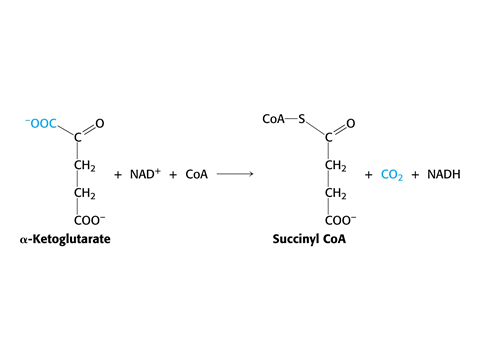 ⁻OOC
O
C
CH₂
CH₂
COO⁻
α-Ketoglutarate
+ NAD⁺ + CoA
CoA—S
O
C
CH₂
CH₂
COO⁻
Succinyl CoA
+ CO₂ + NADH